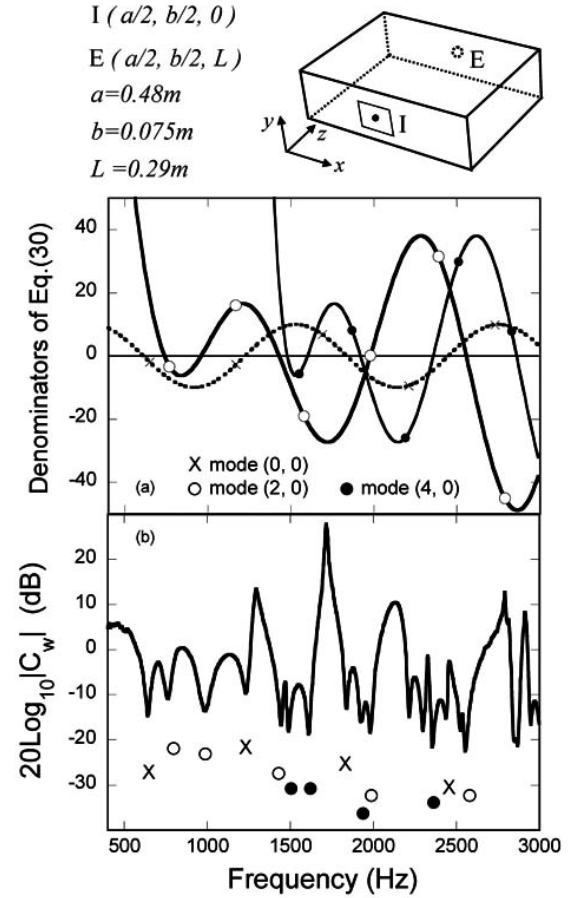 I ( a/2, b/2, 0 )
E ( a/2, b/2, L )
a=0.48m
b=0.075m
L =0.29m
E
I
y
z
x
Denominators of Eq.(30)
40
20
0
-20
-40
(a)
X mode (0, 0)
○ mode (2, 0) ● mode (4, 0)
(b)
20Log10|Cw| (dB)
20
10
0
-10
-20
-30
500 1000 1500 2000 2500 3000
Frequency (Hz)